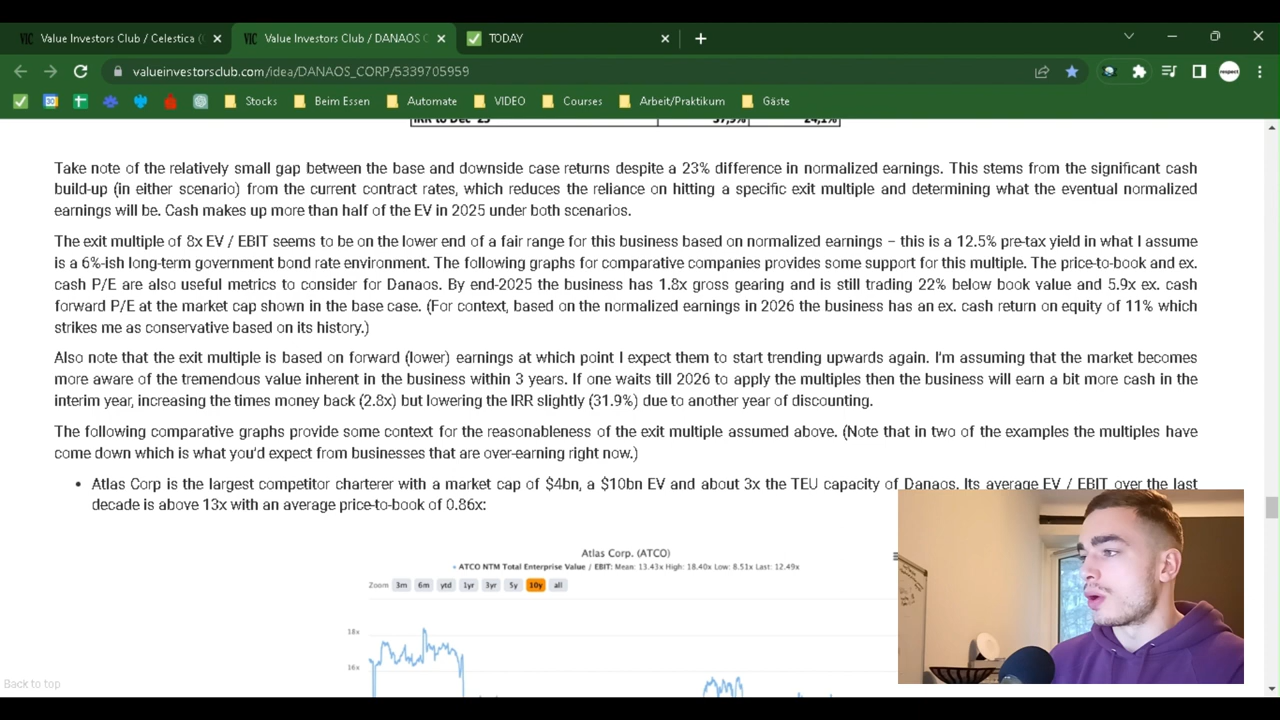 Value Investors Club / Celestica (
Value Investors Club / DANAOS C
TODAY
valueinvestorsclub.com/idea/DANAOS_CORP/5339705959
Stocks
Beim Essen
Automate
VIDEO
Courses
Arbeit/Praktikum
Gäste
IRR to Dec '25 37,9% 24,1%
Take note of the relatively small gap between the base and downside case returns despite a 23% difference in normalized earnings. This stems from the significant cash
build-up (in either scenario) from the current contract rates, which reduces the reliance on hitting a specific exit multiple and determining what the eventual normalized
earnings will be. Cash makes up more than half of the EV in 2025 under both scenarios.
The exit multiple of 8x EV / EBIT seems to be on the lower end of a fair range for this business based on normalized earnings – this is a 12.5% pre-tax yield in what I assume
is a 6%-ish long-term government bond rate environment. The following graphs for comparative companies provides some support for this multiple. The price-to-book and ex.
cash P/E are also useful metrics to consider for Danaos. By end-2025 the business has 1.8x gross gearing and is still trading 22% below book value and 5.9x ex. cash
forward P/E at the market cap shown in the base case. (For context, based on the normalized earnings in 2026 the business has an ex. cash return on equity of 11% which
strikes me as conservative based on its history.)
Also note that the exit multiple is based on forward (lower) earnings at which point I expect them to start trending upwards again. I'm assuming that the market becomes
more aware of the tremendous value inherent in the business within 3 years. If one waits till 2026 to apply the multiples then the business will earn a bit more cash in the
interim year, increasing the times money back (2.8x) but lowering the IRR slightly (31.9%) due to another year of discounting.
The following comparative graphs provide some context for the reasonableness of the exit multiple assumed above. (Note that in two of the examples the multiples have
come down which is what you'd expect from businesses that are over-earning right now.)
• Atlas Corp is the largest competitor charterer with a market cap of $4bn, a $10bn EV and about 3x the TEU capacity of Danaos. Its average EV / EBIT over the last
decade is above 13x with an average price-to-book of 0.86x:
Atlas Corp. (ATCO)
• ATCO NTM Total Enterprise Value / EBIT: Mean: 13.43x High: 18.40x Low: 8.51x Last: 12.49x
Zoom 3m 6m ytd 1yr 3yr 5y 10y all
18x
16x
Back to top